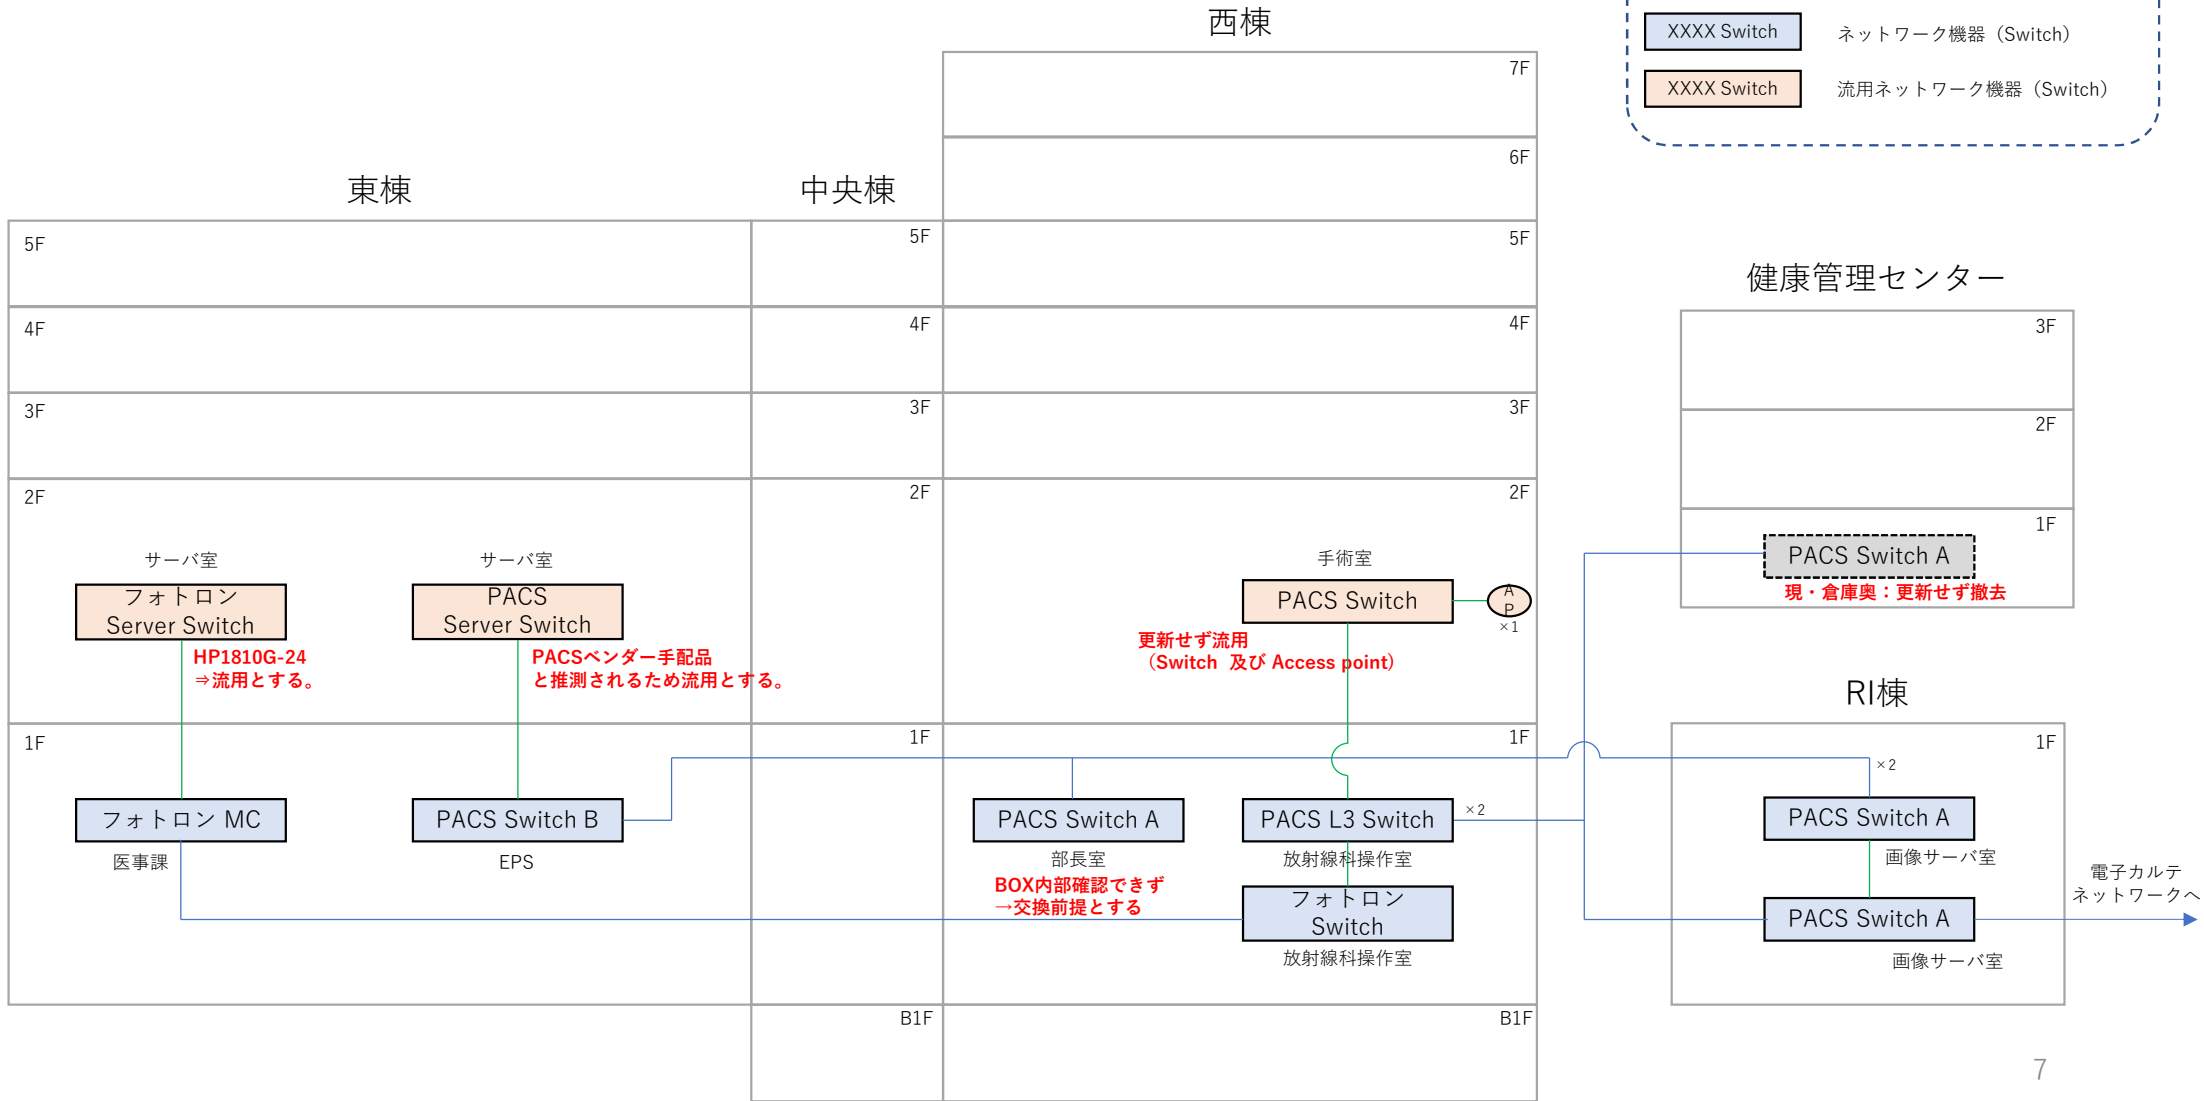 西棟
XXXX Switch
ネットワーク機器（Switch）
XXXX Switch
流用ネットワーク機器（Switch）
7F
6F
東棟
中央棟
5F
5F
5F
4F
4F
4F
3F
3F
3F
健康管理センター
3F
2F
1F
PACS Switch A
現・倉庫奥：更新せず撤去
2F
2F
2F
サーバ室
サーバ室
手術室
フォトロン
Server Switch
PACS
Server Switch
PACS Switch
A
P
×1
HP1810G-24
⇒流用とする。
PACSベンダー手配品
と推測されるため流用とする。
更新せず流用
（Switch 及び Access point）
RI棟
1F
1F
1F
1F
×2
フォトロン MC
医事課
PACS Switch B
EPS
PACS Switch A
部長室
BOX内部確認できず
→交換前提とする
PACS L3 Switch
×2
放射線科操作室
フォトロン
Switch
放射線科操作室
PACS Switch A
画像サーバ室
PACS Switch A
画像サーバ室
電子カルテ
ネットワークへ
B1F
B1F
7